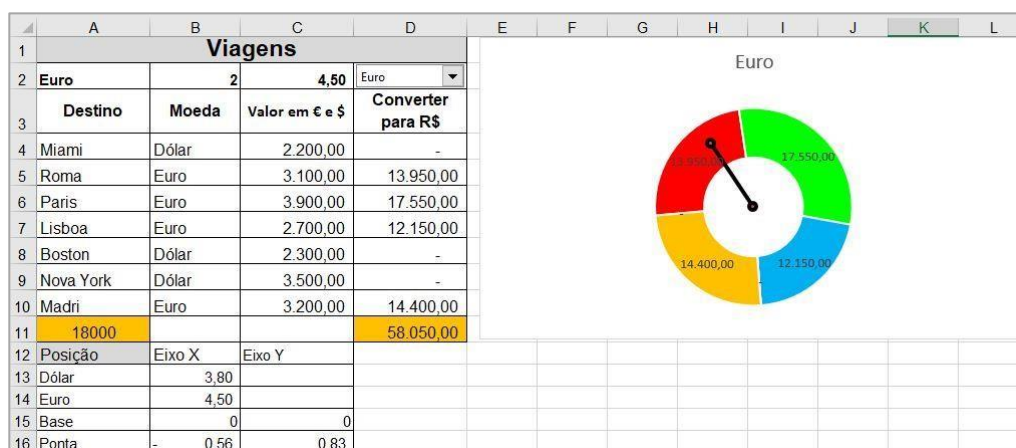 A B C D E F G H I J K L
1 Viagens
2 Euro 2 4,50 Euro
3 Destino Moeda Valor em € e $ Converter para R$
4 Miami Dólar 2.200,00 -
5 Roma Euro 3.100,00 13.950,00
6 Paris Euro 3.900,00 17.550,00
7 Lisboa Euro 2.700,00 12.150,00
8 Boston Dólar 2.300,00 -
9 Nova York Dólar 3.500,00 -
10 Madri Euro 3.200,00 14.400,00
11 18000 58.050,00
12 Posição Eixo X Eixo Y
13 Dólar 3,80
14 Euro 4,50
15 Base 0 0
16 Ponta - 0,56 0,83
Euro
13.950,00 17.550,00
-
14.400,00 12.150,00
-